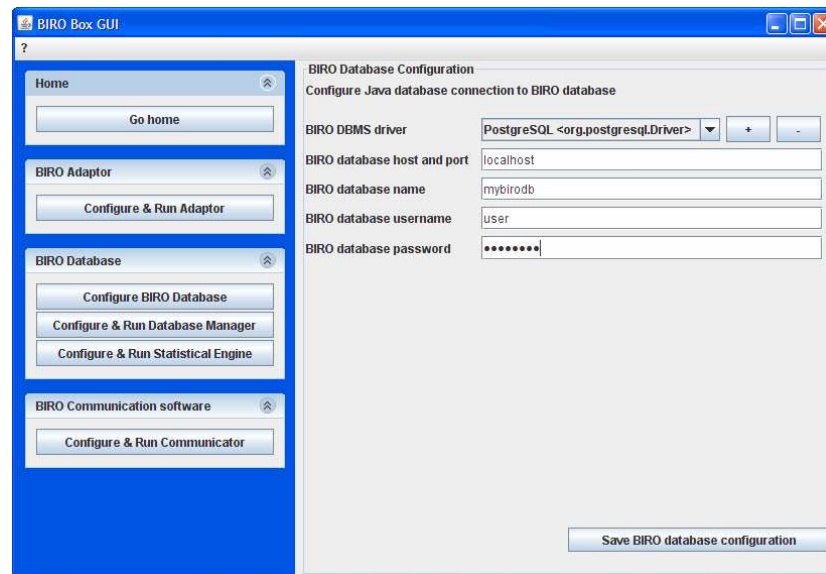 BIRO Box GUI
?
Home
Go home
BIRO Adaptor
Configure & Run Adaptor
BIRO Database
Configure BIRO Database
Configure & Run Database Manager
Configure & Run Statistical Engine
BIRO Communication software
Configure & Run Communicator
BIRO Database Configuration
Configure Java database connection to BIRO database
BIRO DBMS driver PostgreSQL <org.postgresql.Driver> + -
BIRO database host and port localhost
BIRO database name mybirodb
BIRO database username user
BIRO database password ••••••••
Save BIRO database configuration